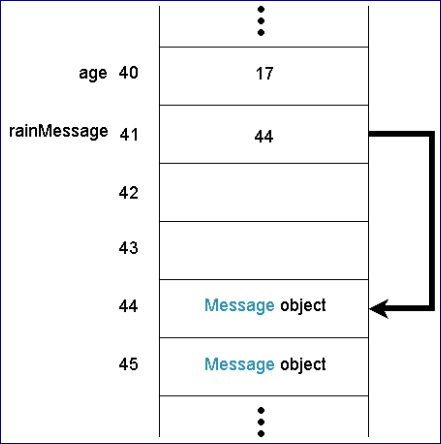 age 40 17
rainMessage 41 44
42
43
44 Message object
45 Message object